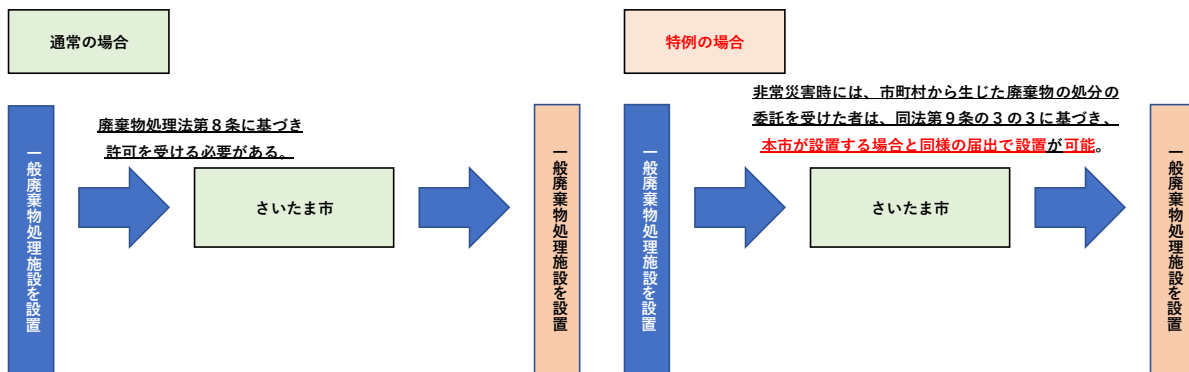 通常の場合
廃棄物処理法第８条に基づき
許可を受ける必要がある。
一般廃棄物処理施設を設置
さいたま市
一般廃棄物処理施設を設置
特例の場合
非常災害時には、市町村から生じた廃棄物の処分の
委託を受けた者は、同法第９条の３の３に基づき、
本市が設置する場合と同様の届出で設置が可能。
一般廃棄物処理施設を設置
さいたま市
一般廃棄物処理施設を設置